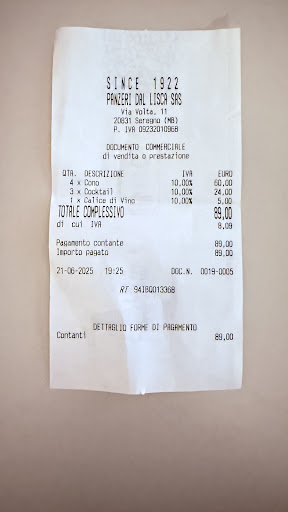 SINCE 1922
PANZERI DAL LISCA SAS
Via Volta, 11
20831 Seregno (MB)
P. IVA 09232010968
DOCUMENTO COMMERCIALE
di vendita o prestazione
QTA. DESCRIZIONE IVA EURO
4 x Cono 10,00% 60,00
3 x Cocktail 10,00% 24,00
1 x Calice di Vino 10,00% 5,00
TOTALE COMPLESSIVO 89,00
di cui IVA 8,09
Pagamento contante 89,00
Importo pagato 89,00
21-06-2025 19:25 DOC.N. 0019-0005
RT 94IBQ013368
DETTAGLIO FORME DI PAGAMENTO
Contanti 89,00